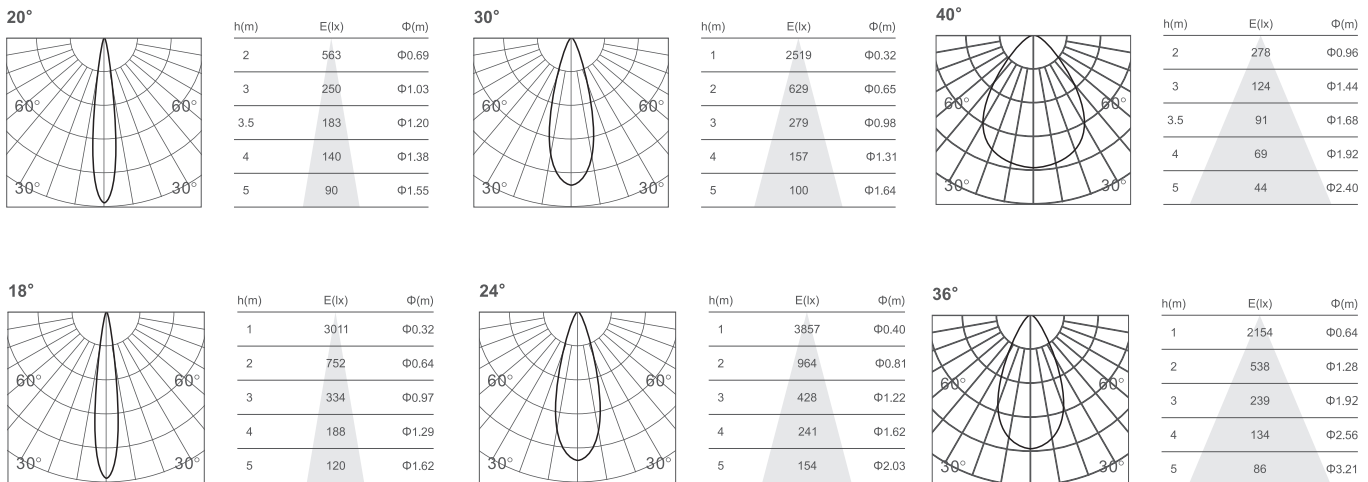 20°
h(m) E(lx) Φ(m)
2 563 Φ0.69
3 250 Φ1.03
3.5 183 Φ1.20
4 140 Φ1.38
5 90 Φ1.55
60° 60°
30° 30°
30°
h(m) E(lx) Φ(m)
1 2519 Φ0.32
2 629 Φ0.65
3 279 Φ0.98
4 157 Φ1.31
5 100 Φ1.64
60° 60°
30° 30°
40°
h(m) E(lx) Φ(m)
2 278 Φ0.96
3 124 Φ1.44
3.5 91 Φ1.68
4 69 Φ1.92
5 44 Φ2.40
60° 60°
30° 30°
18°
h(m) E(lx) Φ(m)
1 3011 Φ0.32
2 752 Φ0.64
3 334 Φ0.97
4 188 Φ1.29
5 120 Φ1.62
60° 60°
30° 30°
24°
h(m) E(lx) Φ(m)
1 3857 Φ0.40
2 964 Φ0.81
3 428 Φ1.22
4 241 Φ1.62
5 154 Φ2.03
60° 60°
30° 30°
36°
h(m) E(lx) Φ(m)
1 2154 Φ0.64
2 538 Φ1.28
3 239 Φ1.92
4 134 Φ2.56
5 86 Φ3.21
60° 60°
30° 30°